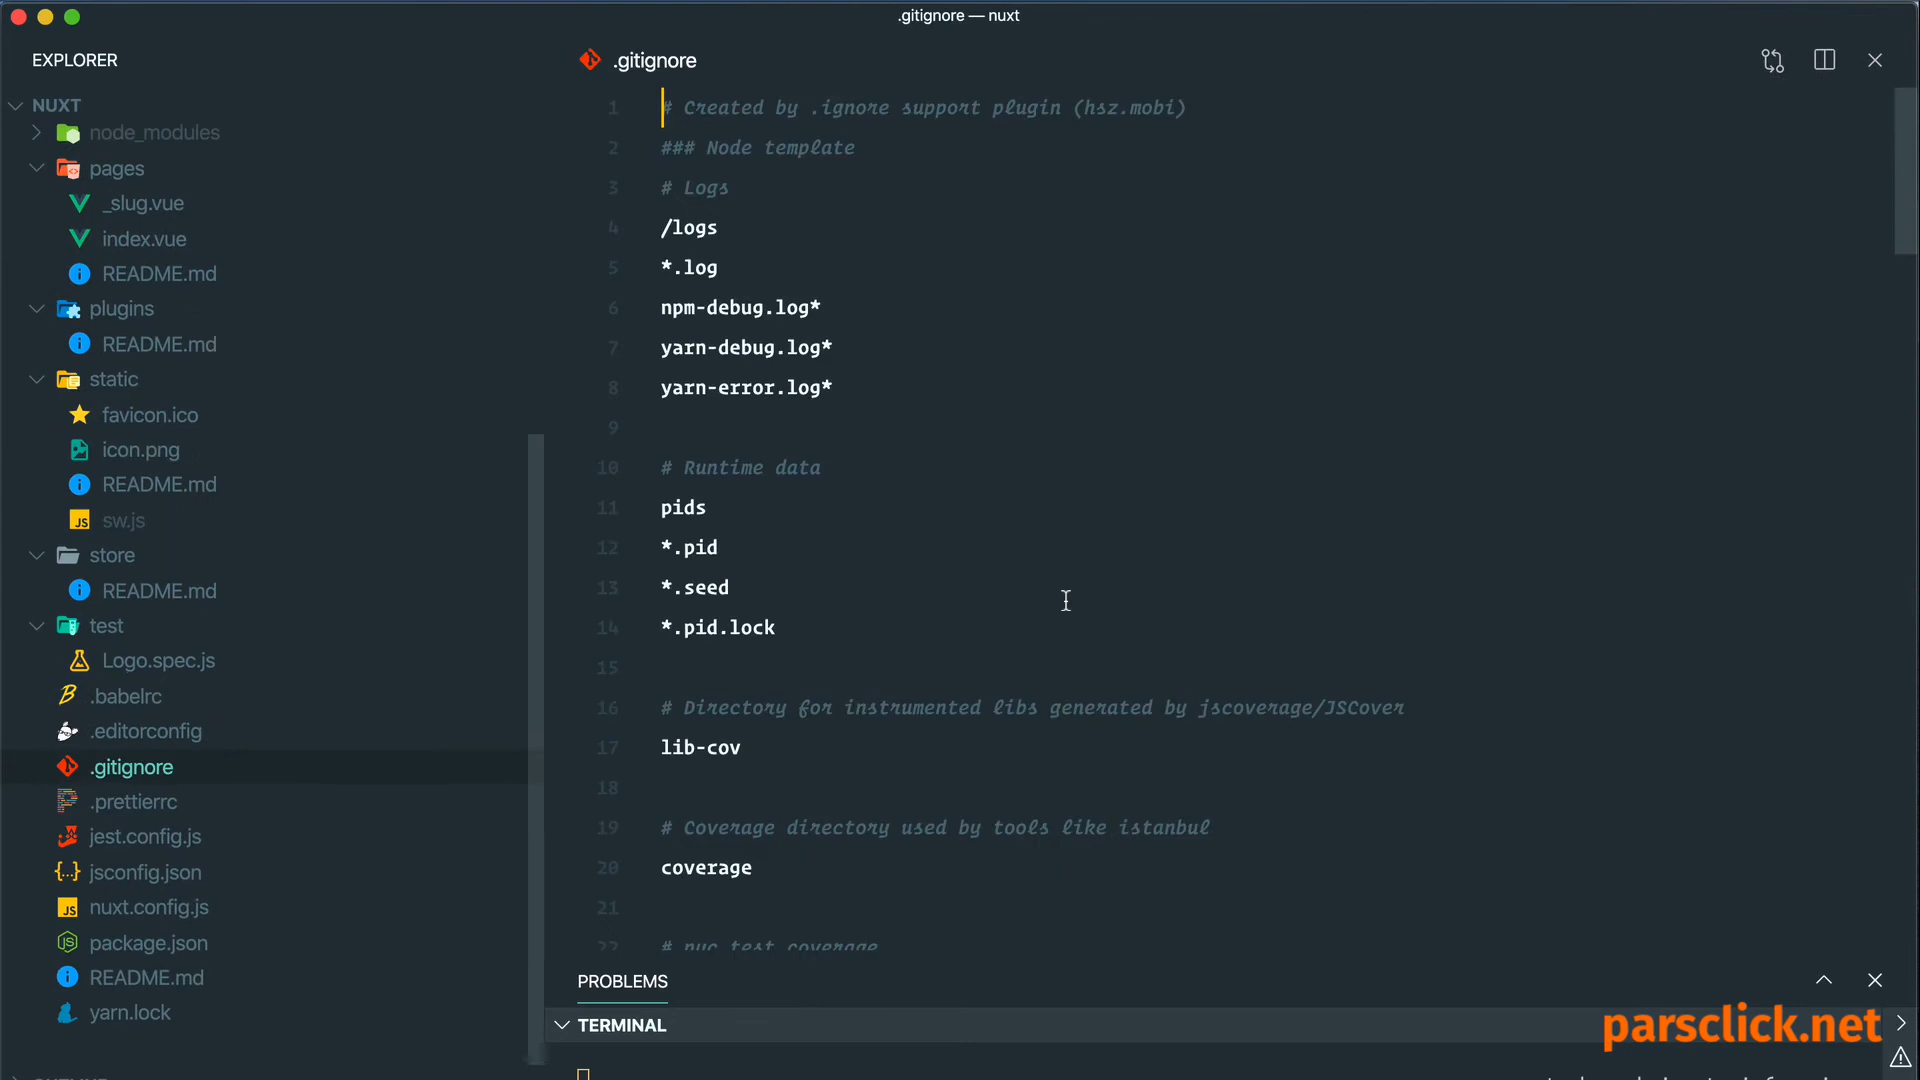 .gitignore — nuxt
EXPLORER
NUXT
node_modules
pages
_slug.vue
index.vue
README.md
plugins
README.md
static
favicon.ico
icon.png
README.md
sw.js
store
README.md
test
Logo.spec.js
.babelrc
.editorconfig
.gitignore
.prettierrc
jest.config.js
jsconfig.json
nuxt.config.js
package.json
README.md
yarn.lock
.gitignore
1 # Created by .ignore support plugin (hsz.mobi)
2 ### Node template
3 # Logs
4 /logs
5 *.log
6 npm-debug.log*
7 yarn-debug.log*
8 yarn-error.log*
9
10 # Runtime data
11 pids
12 *.pid
13 *.seed
14 *.pid.lock
15
16 # Directory for instrumented libs generated by jscoverage/JSCover
17 lib-cov
18
19 # Coverage directory used by tools like istanbul
20 coverage
21
22 # nyc test coverage
PROBLEMS
TERMINAL
parsclick.net